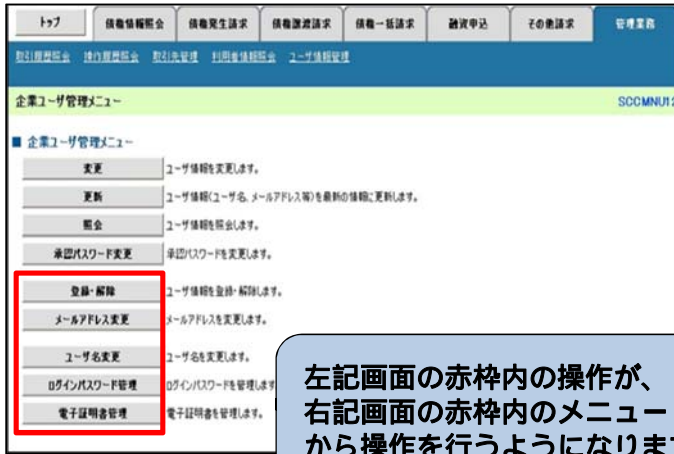 トップ 債権情報照会 債権発生請求 債権譲渡請求 債権一括請求 融資申込 その他請求 管理業務
取引履歴照会 操作履歴照会 取引先管理 利用者情報照会 ユーザ情報管理
企業ユーザ管理メニュー SCCMNU12
■ 企業ユーザ管理メニュー
変更 ユーザ情報を変更します。
更新 ユーザ情報(ユーザ名、メールアドレス等)を最新の情報に更新します。
照会 ユーザ情報を照会します。
承認パスワード変更 承認パスワードを変更します。
登録・解除 ユーザ情報を登録・解除します。
メールアドレス変更 メールアドレスを変更します。
ユーザ名変更 ユーザ名を変更します。
ログインパスワード管理 ログインパスワードを管理します
電子証明書管理 電子証明書を管理します。
左記画面の赤枠内の操作が、
右記画面の赤枠内のメニュー
から操作を行うようになります